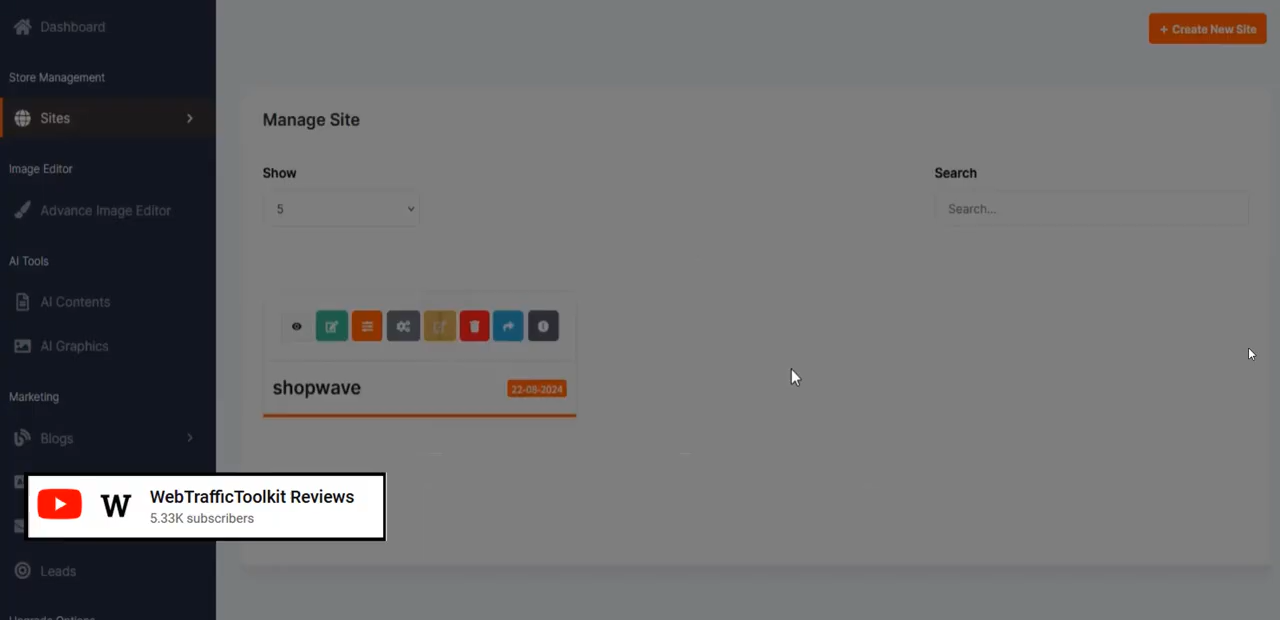 Dashboard
+ Create New Site
Store Management
Sites
Manage Site
Image Editor
Show
Search
5
Search...
Advance Image Editor
AI Tools
AI Contents
AI Graphics
shopwave
22-08-2024
Marketing
Blogs
W
WebTrafficToolkit Reviews
5.33K subscribers
Leads